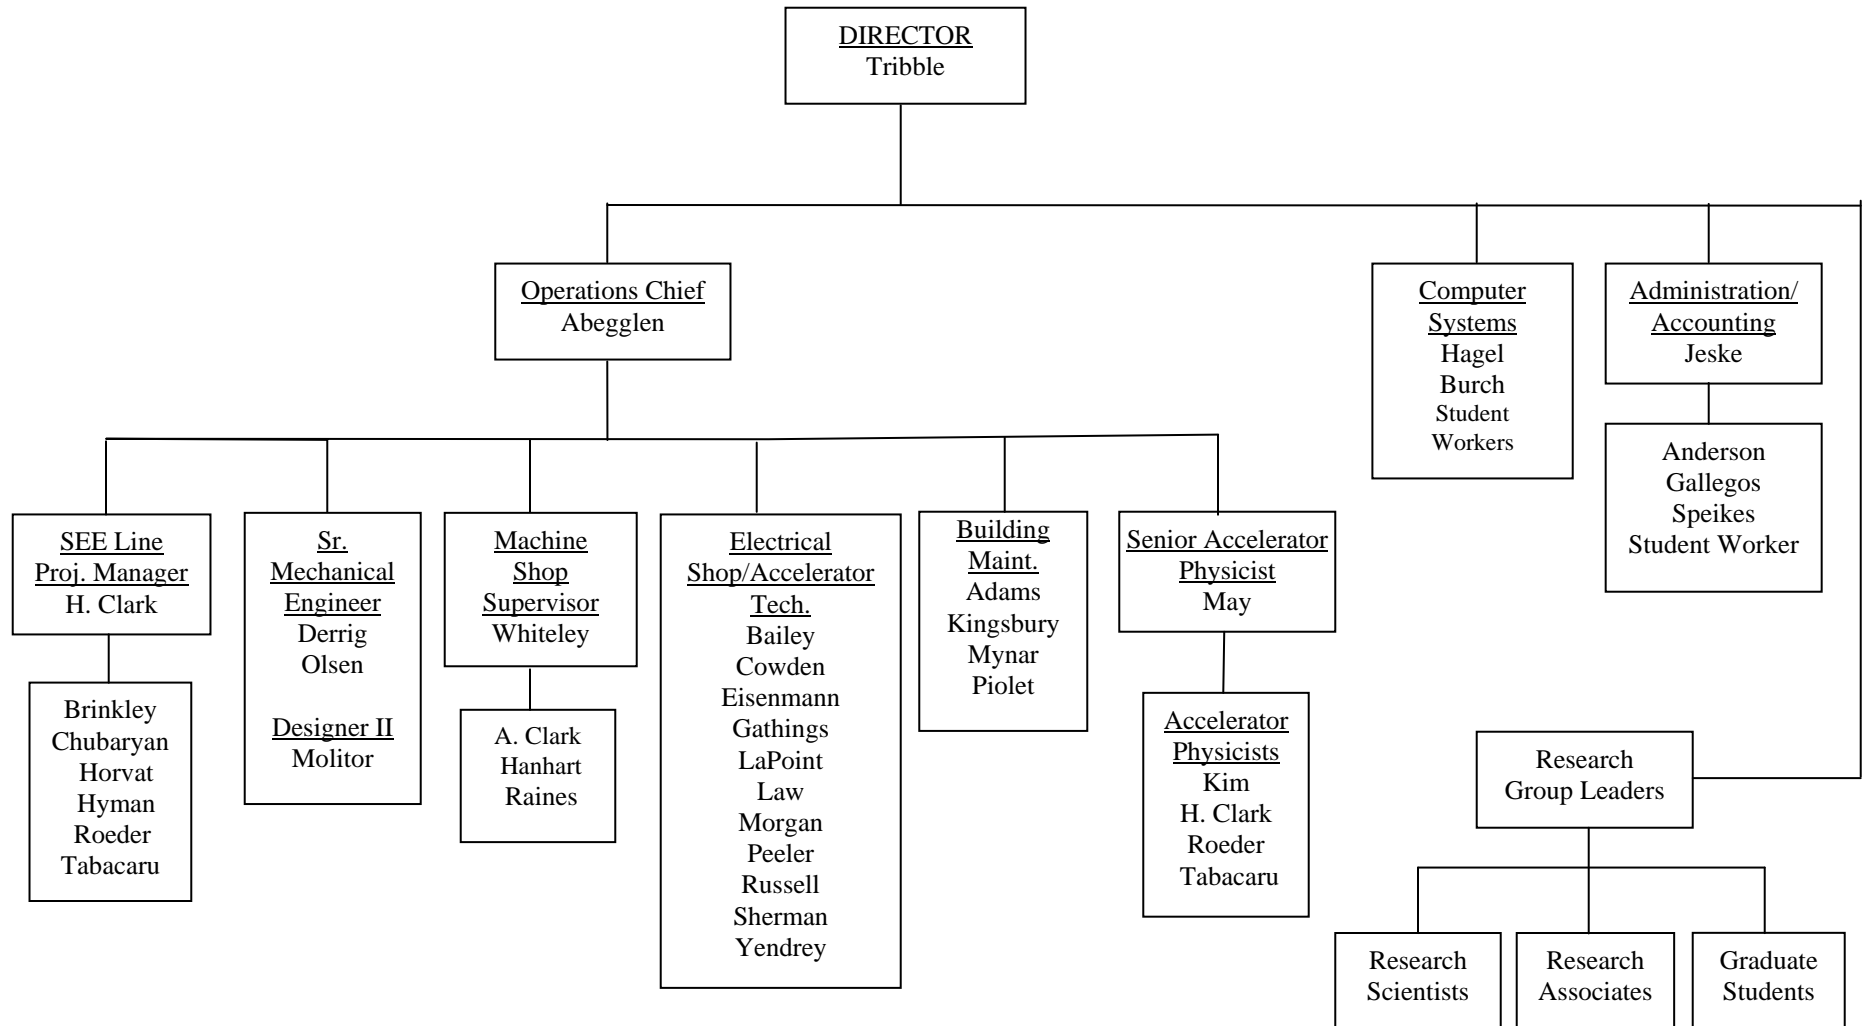 DIRECTOR
Tribble
Operations Chief
Abegglen
Computer
Systems
Hagel
Burch
Student
Workers
Administration/
Accounting
Jeske
Anderson
Gallegos
Speikes
Student Worker
SEE Line
Proj. Manager
H. Clark
Brinkley
Chubaryan
Horvat
Hyman
Roeder
Tabacaru
Sr.
Mechanical
Engineer
Derrig
Olsen
Designer II
Molitor
Machine
Shop
Supervisor
Whiteley
A. Clark
Hanhart
Raines
Electrical
Shop/Accelerator
Tech.
Bailey
Cowden
Eisenmann
Gathings
LaPoint
Law
Morgan
Peeler
Russell
Sherman
Yendrey
Building
Maint.
Adams
Kingsbury
Mynar
Piolet
Senior Accelerator
Physicist
May
Accelerator
Physicists
Kim
H. Clark
Roeder
Tabacaru
Research
Group Leaders
Research
Scientists
Research
Associates
Graduate
Students